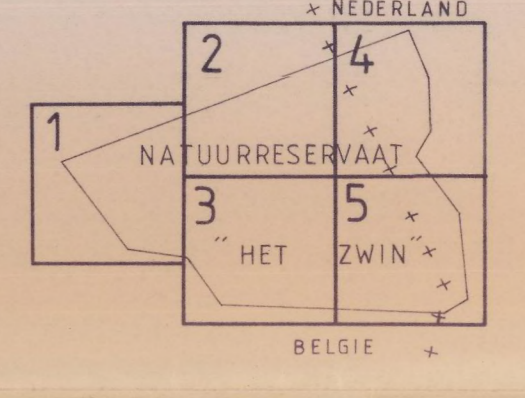 NEDERLAND
2 4
1
NATUURRESERVAAT
3 5
" HET ZWIN"
BELGIE